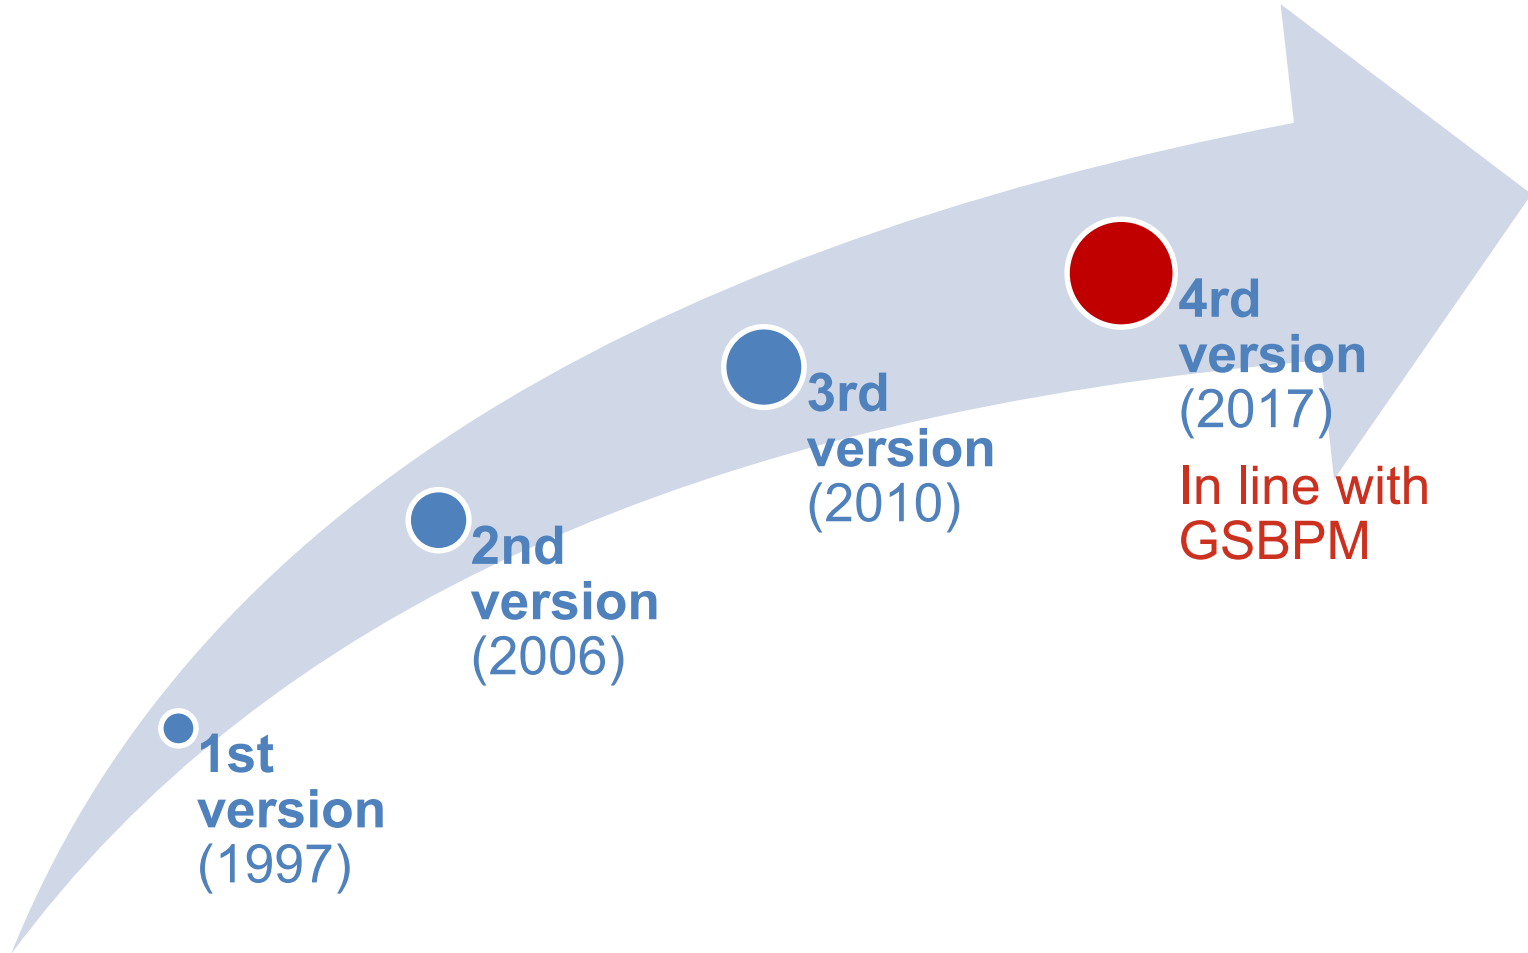 1st
version
(1997)
2nd
version
(2006)
3rd
version
(2010)
4rd
version
(2017)
In line with
GSBPM